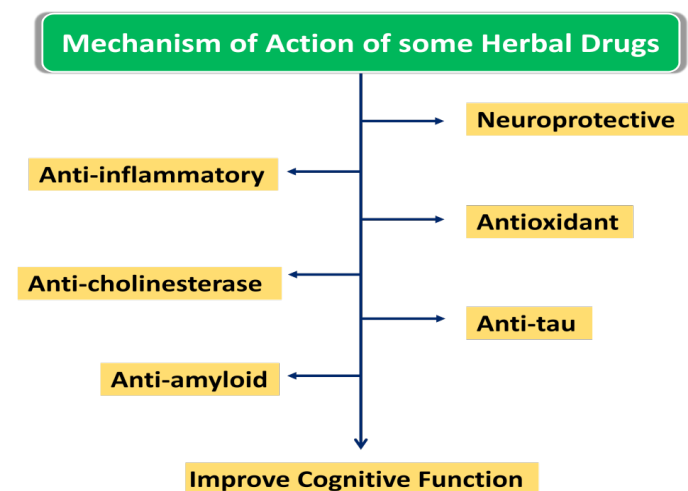 Mechanism of Action of some Herbal Drugs
Neuroprotective
Anti-inflammatory
Antioxidant
Anti-cholinesterase
Anti-tau
Anti-amyloid
Improve Cognitive Function